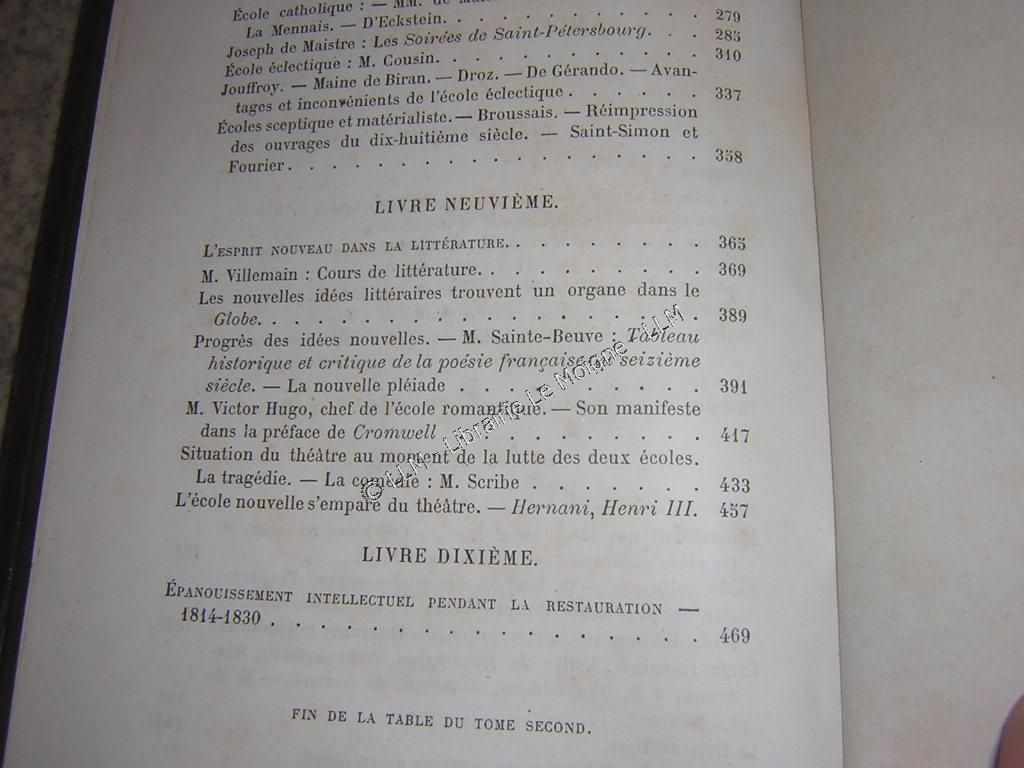 École catholique : — MM. de
La Mennais. — D'Eckstein. . . . . . . . . . . . . 279
Joseph de Maistre : Les Soirées de Saint-Pétersbourg. . . 285
École éclectique : M. Cousin. . . . . . . . . . . . 310
Jouffroy. — Maine de Biran. — Droz. — De Gérando. — Avan-
tages et inconvénients de l'école éclectique . . . . . . 337
Écoles sceptique et matérialiste. — Broussais. — Réimpression
des ouvrages du dix-huitième siècle. — Saint-Simon et
Fourier. . . . . . . . . . . . . . . . . . . 358
LIVRE NEUVIÈME.
L'ESPRIT NOUVEAU DANS LA LITTÉRATURE. . . . . . . . . 365
M. Villemain : Cours de littérature. . . . . . . . . . 369
Les nouvelles idées littéraires trouvent un organe dans le
Globe. . . . . . . . . . . . . . . . . . . . 389
Progrès des idées nouvelles. — M. Sainte-Beuve : Tableau
historique et critique de la poésie française au seizième
siècle. — La nouvelle pléiade . . . . . . . . . . . 391
M. Victor Hugo, chef de l'école romantique. — Son manifeste
dans la préface de Cromwell . . . . . . . . . . . . 417
Situation du théâtre au moment de la lutte des deux écoles.
La tragédie. — La comédie : M. Scribe . . . . . . . 433
L'école nouvelle s'empare du théâtre. — Hernani, Henri III. 457
LIVRE DIXIÈME.
ÉPANOUISSEMENT INTELLECTUEL PENDANT LA RESTAURATION —
1814-1830 . . . . . . . . . . . . . . . . . . . 469
FIN DE LA TABLE DU TOME SECOND.
© LLM - Librairie Le Moigne - LLM